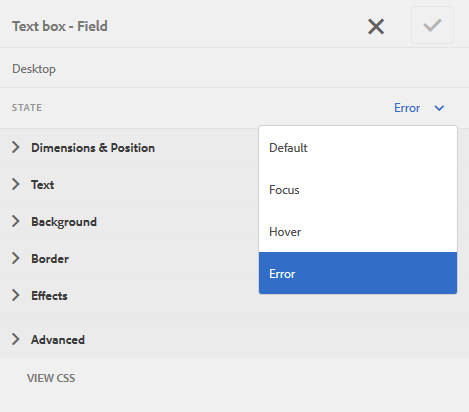 Text box - Field
Desktop
STATE
Error
Dimensions & Position
Default
Text
Focus
Background
Hover
Border
Error
Effects
Advanced
VIEW CSS